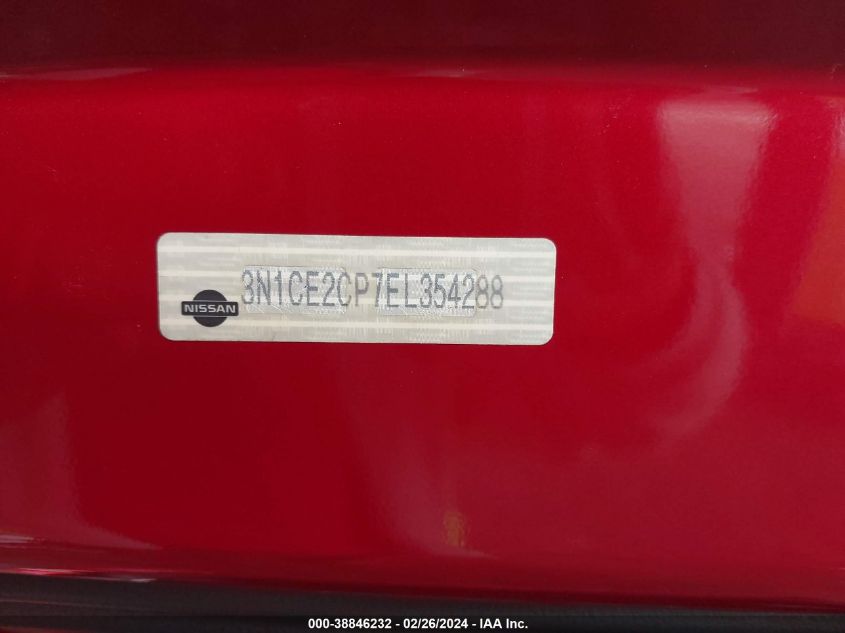 3N1CE2CP7EL354288
NISSAN
000-38846232 - 02/26/2024 - IAA Inc.